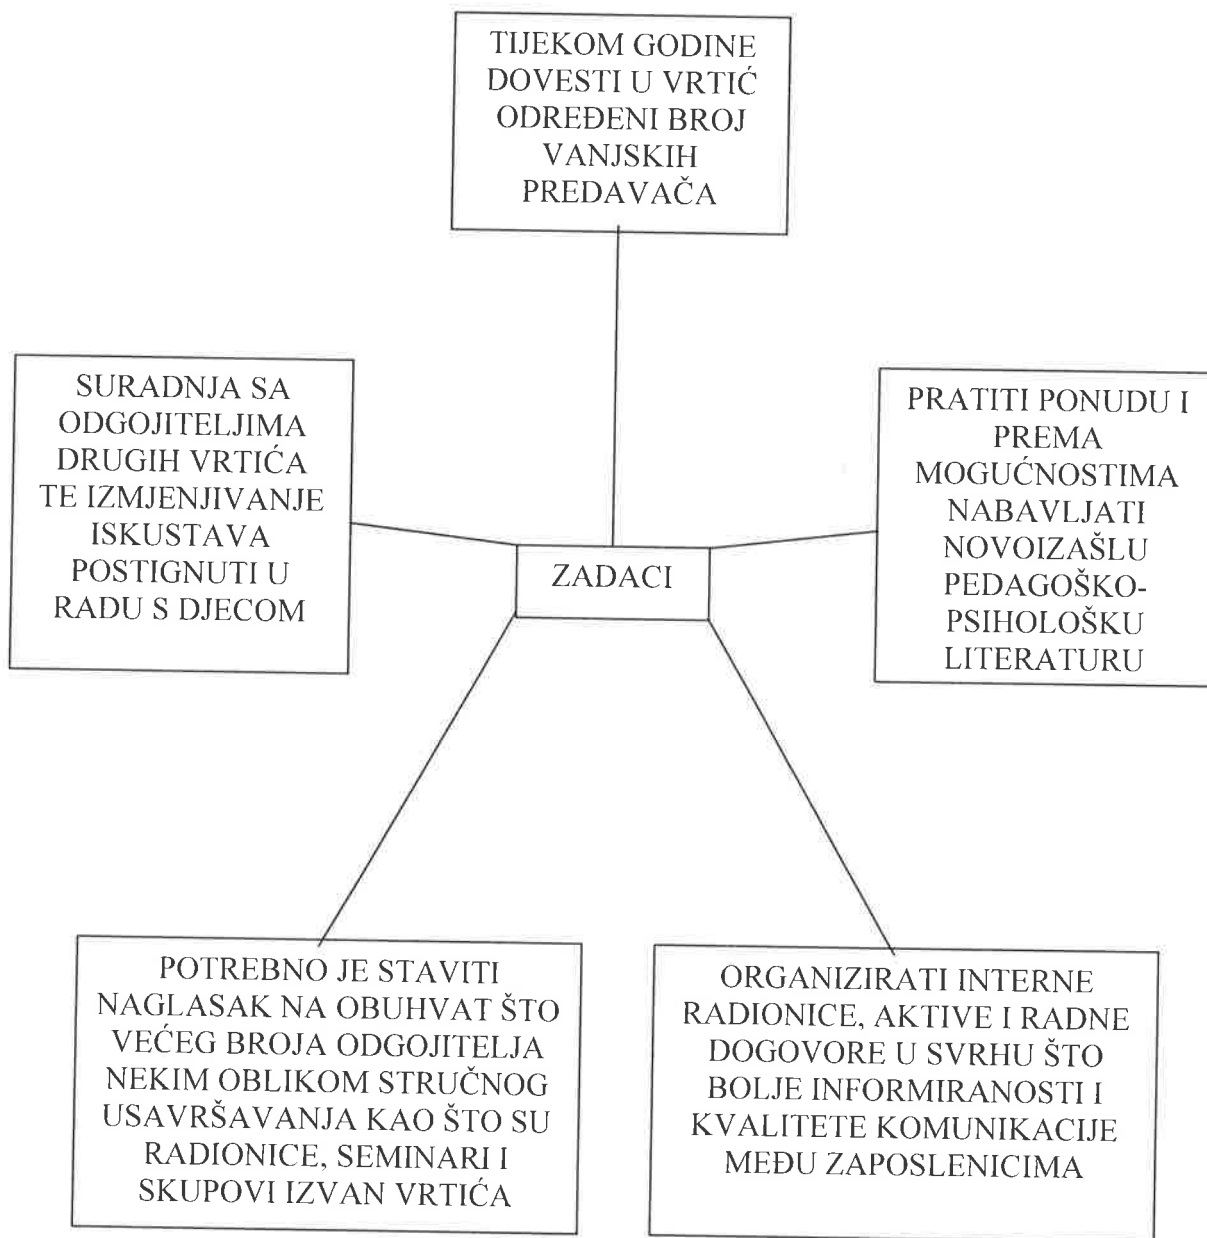 TIJEKOM GODINE
DOVESTI U VRTIĆ
ODREĐENI BROJ
VANJSKIH
PREDAVAČA
SURADNJA SA
ODGOJITELJIMA
DRUGIH VRTIĆA
TE IZMJENJIVANJE
ISKUSTAVA
POSTIGNUTI U
RADU S DJECOM
PRATITI PONUDU I
PREMA
MOGUĆNOSTIMA
NABAVLJATI
NOVOIZAŠLU
PEDAGOŠKO-
PSIHOLOŠKU
LITERATURU
ZADACI
POTREBNO JE STAVITI
NAGLASAK NA OBUHVAT ŠTO
VEĆEG BROJA ODGOJITELJA
NEKIM OBLIKOM STRUČNOG
USAVRŠAVANJA KAO ŠTO SU
RADIONICE, SEMINARI I
SKUPOVI IZVAN VRTIĆA
ORGANIZIRATI INTERNE
RADIONICE, AKTIVE I RADNE
DOGOVORE U SVRHU ŠTO
BOLJE INFORMIRANOSTI I
KVALITETE KOMUNIKACIJE
MEĐU ZAPOSLENICIMA